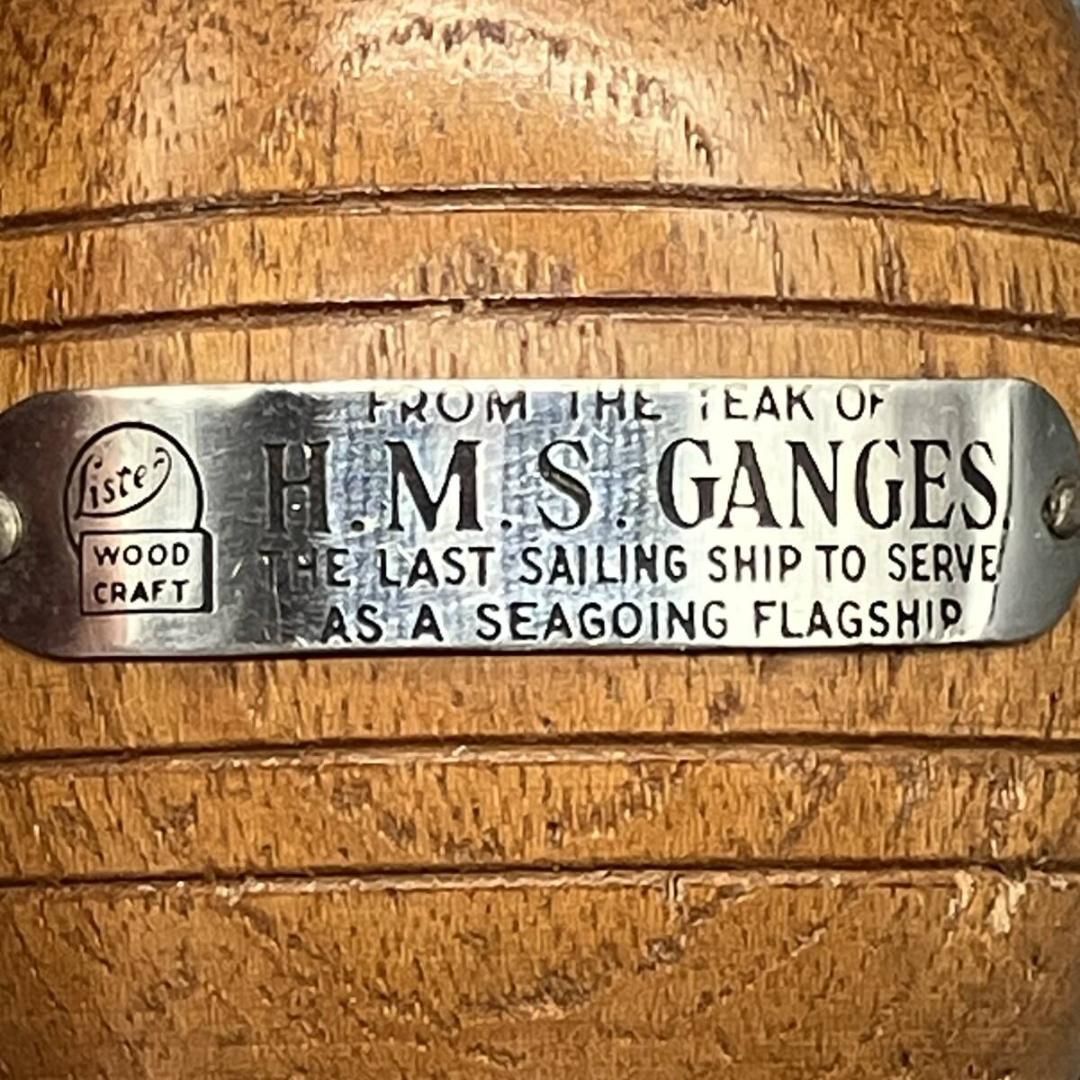 Lister
WOOD
CRAFT
FROM THE TEAK OF
H.M.S. GANGES
THE LAST SAILING SHIP TO SERVE
AS A SEAGOING FLAGSHIP